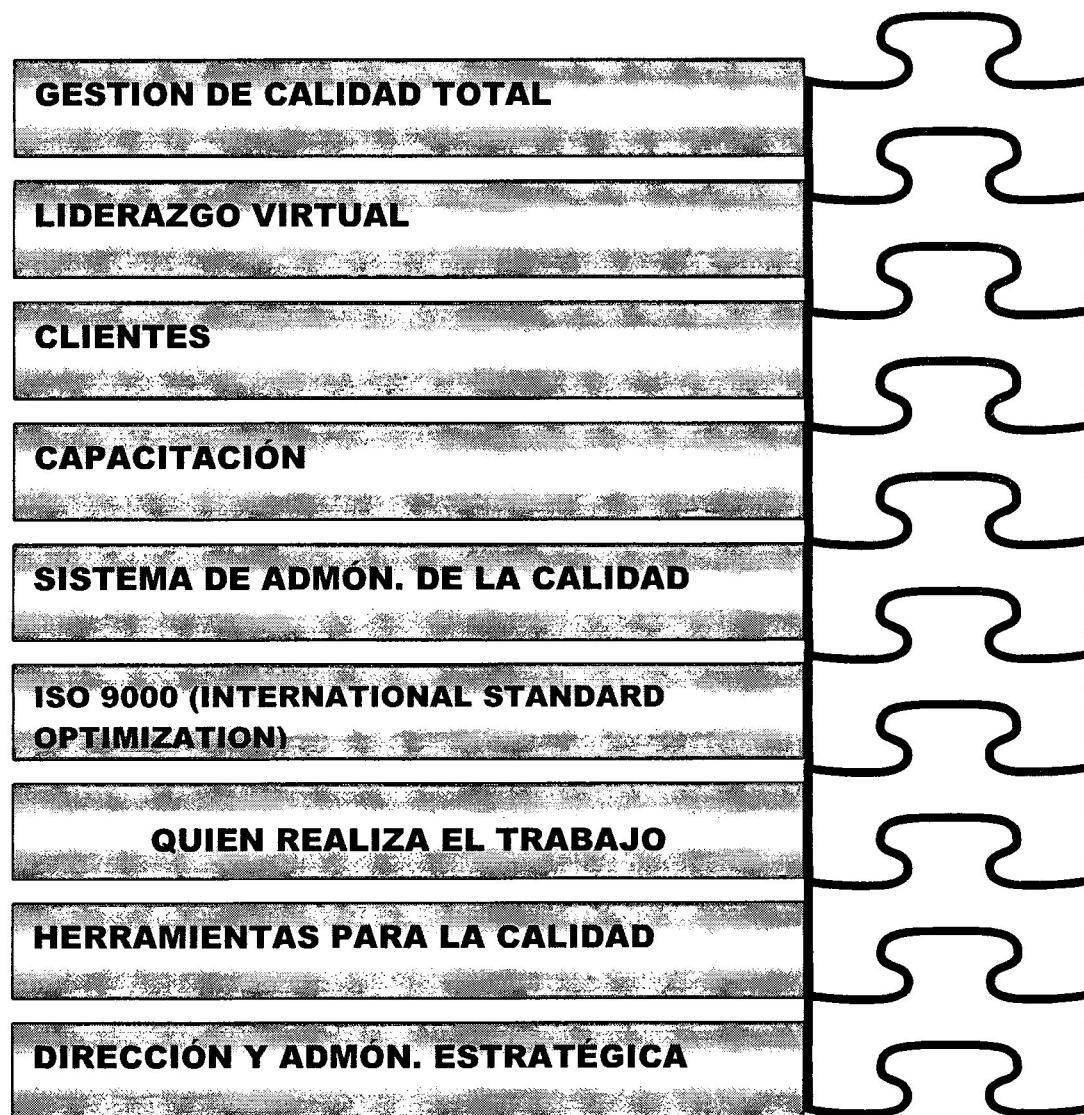 GESTION DE CALIDAD TOTAL
LIDERAZGO VIRTUAL
CLIENTES
CAPACITACIÓN
SISTEMA DE ADMÓN. DE LA CALIDAD
ISO 9000 (INTERNATIONAL STANDARD
OPTIMIZATION)
QUIEN REALIZA EL TRABAJO
HERRAMIENTAS PARA LA CALIDAD
DIRECCIÓN Y ADMÓN. ESTRATÉGICA